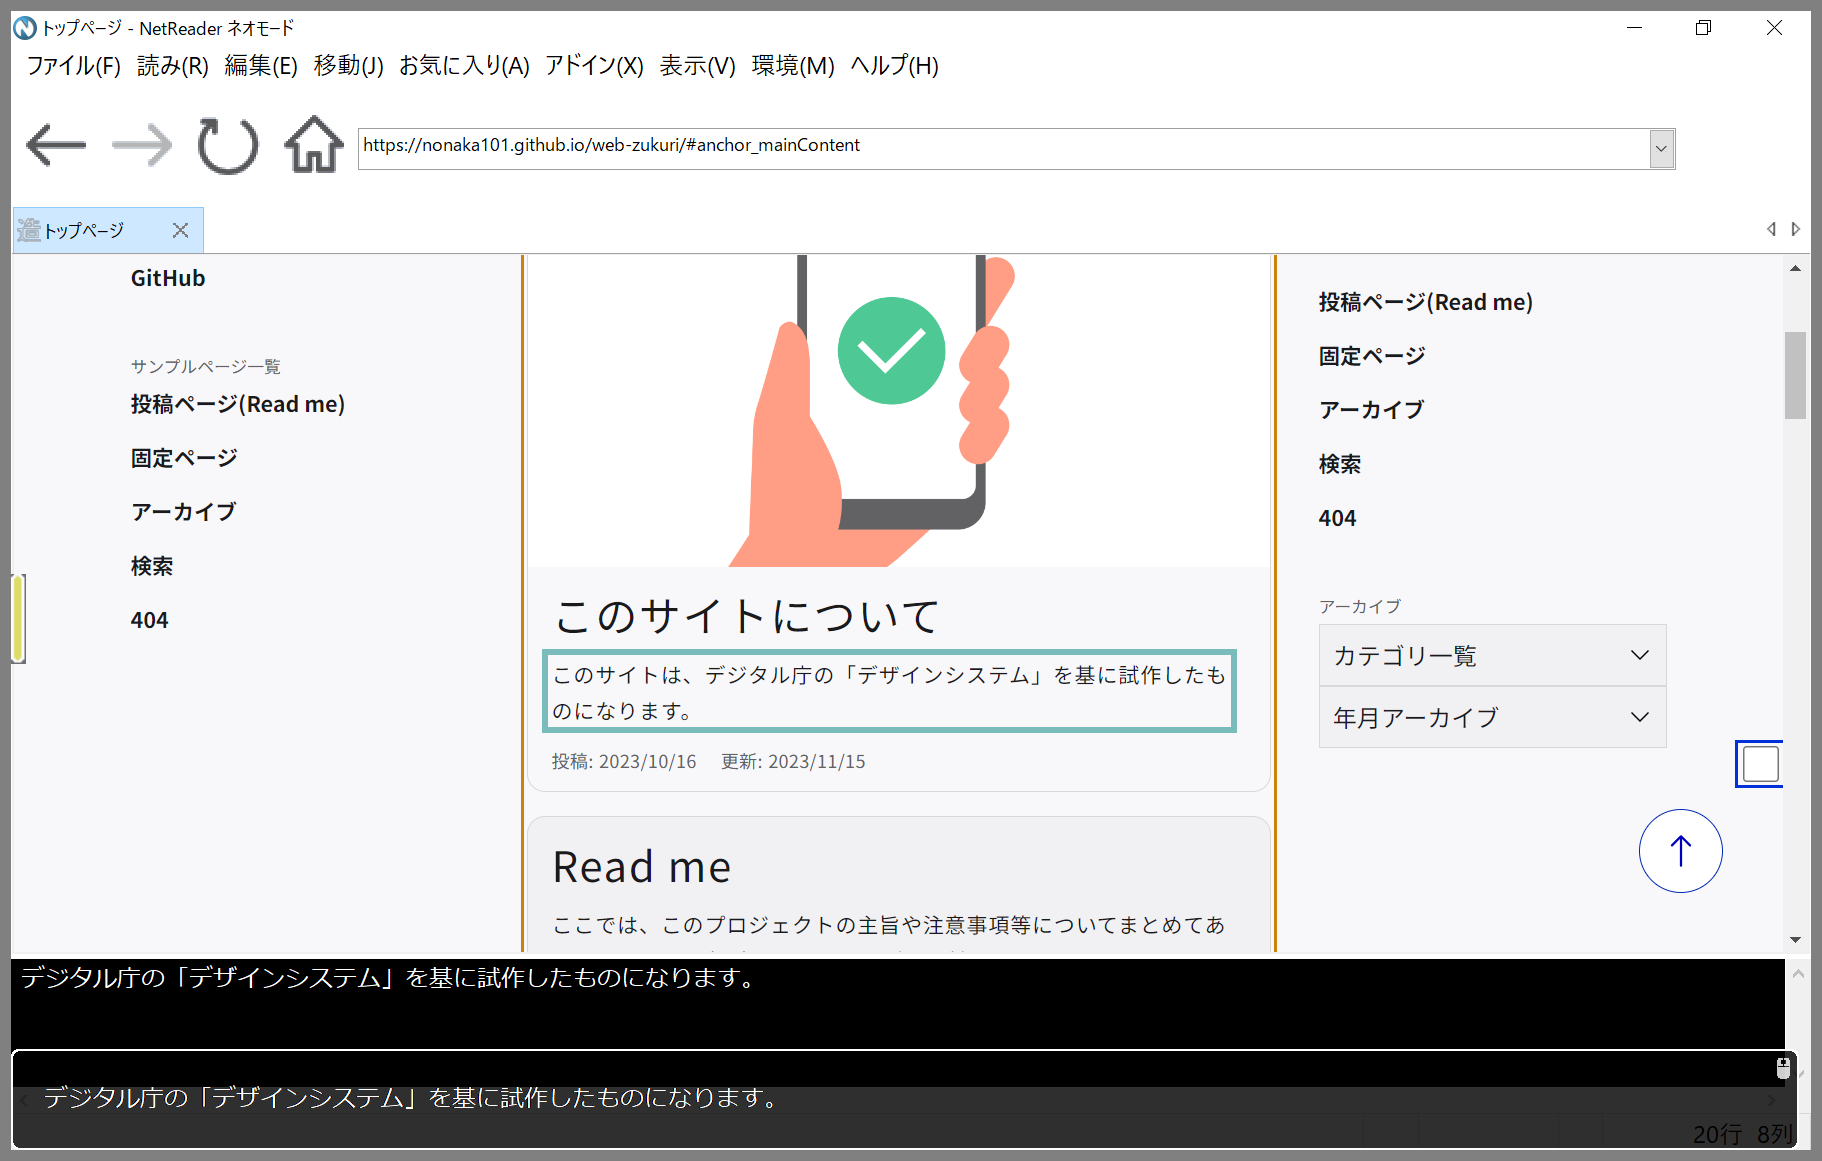 トップページ - NetReader ネオモード
ファイル(F) 読み(R) 編集(E) 移動(J) お気に入り(A) アドイン(X) 表示(V) 環境(M) ヘルプ(H)
https://nonaka101.github.io/web-zukuri/#anchor_mainContent
造 トップページ
GitHub
サンプルページ一覧
投稿ページ(Read me)
固定ページ
アーカイブ
検索
404
このサイトについて
このサイトは、デジタル庁の「デザインシステム」を基に試作したも
のになります。
投稿: 2023/10/16 更新: 2023/11/15
Read me
ここでは、このプロジェクトの主旨や注意事項等についてまとめてあ
投稿ページ(Read me)
固定ページ
アーカイブ
検索
404
アーカイブ
カテゴリ一覧
年月アーカイブ
デジタル庁の「デザインシステム」を基に試作したものになります。
デジタル庁の「デザインシステム」を基に試作したものになります。
20行 8列